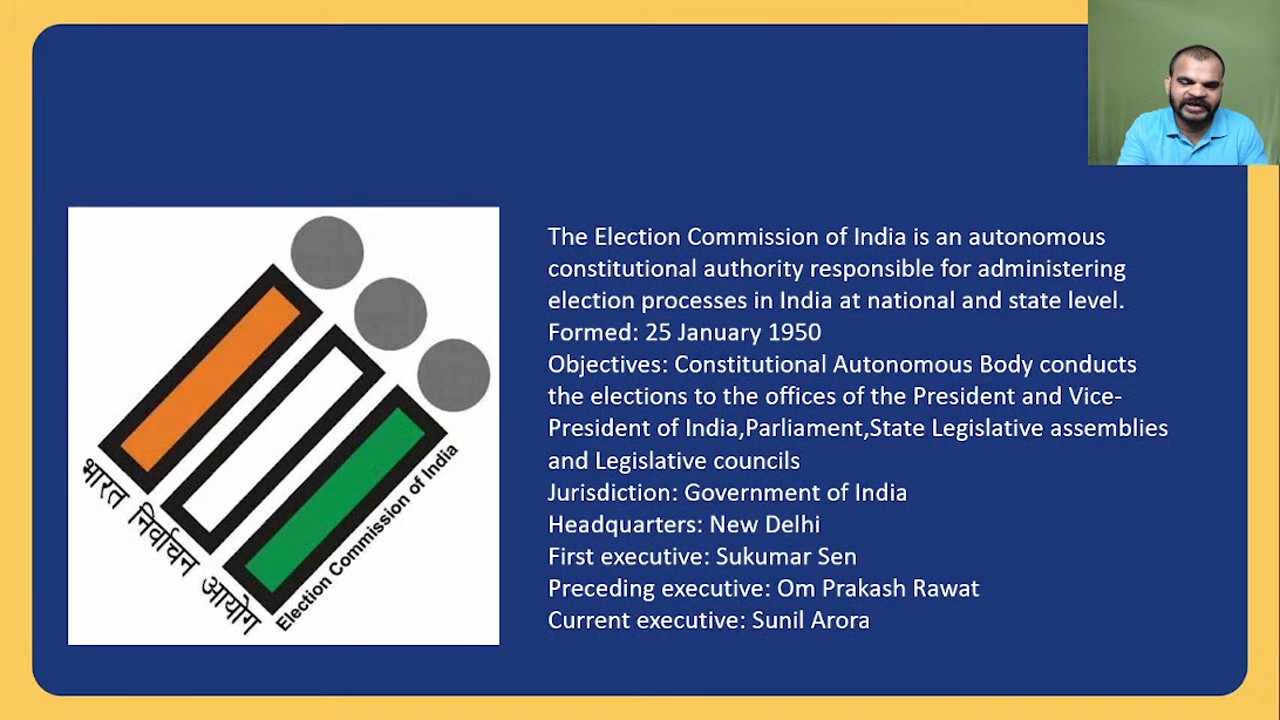 भारत निर्वाचन आयोग
Election Commission of India
The Election Commission of India is an autonomous
constitutional authority responsible for administering
election processes in India at national and state level.
Formed: 25 January 1950
Objectives: Constitutional Autonomous Body conducts
the elections to the offices of the President and Vice-
President of India,Parliament,State Legislative assemblies
and Legislative councils
Jurisdiction: Government of India
Headquarters: New Delhi
First executive: Sukumar Sen
Preceding executive: Om Prakash Rawat
Current executive: Sunil Arora